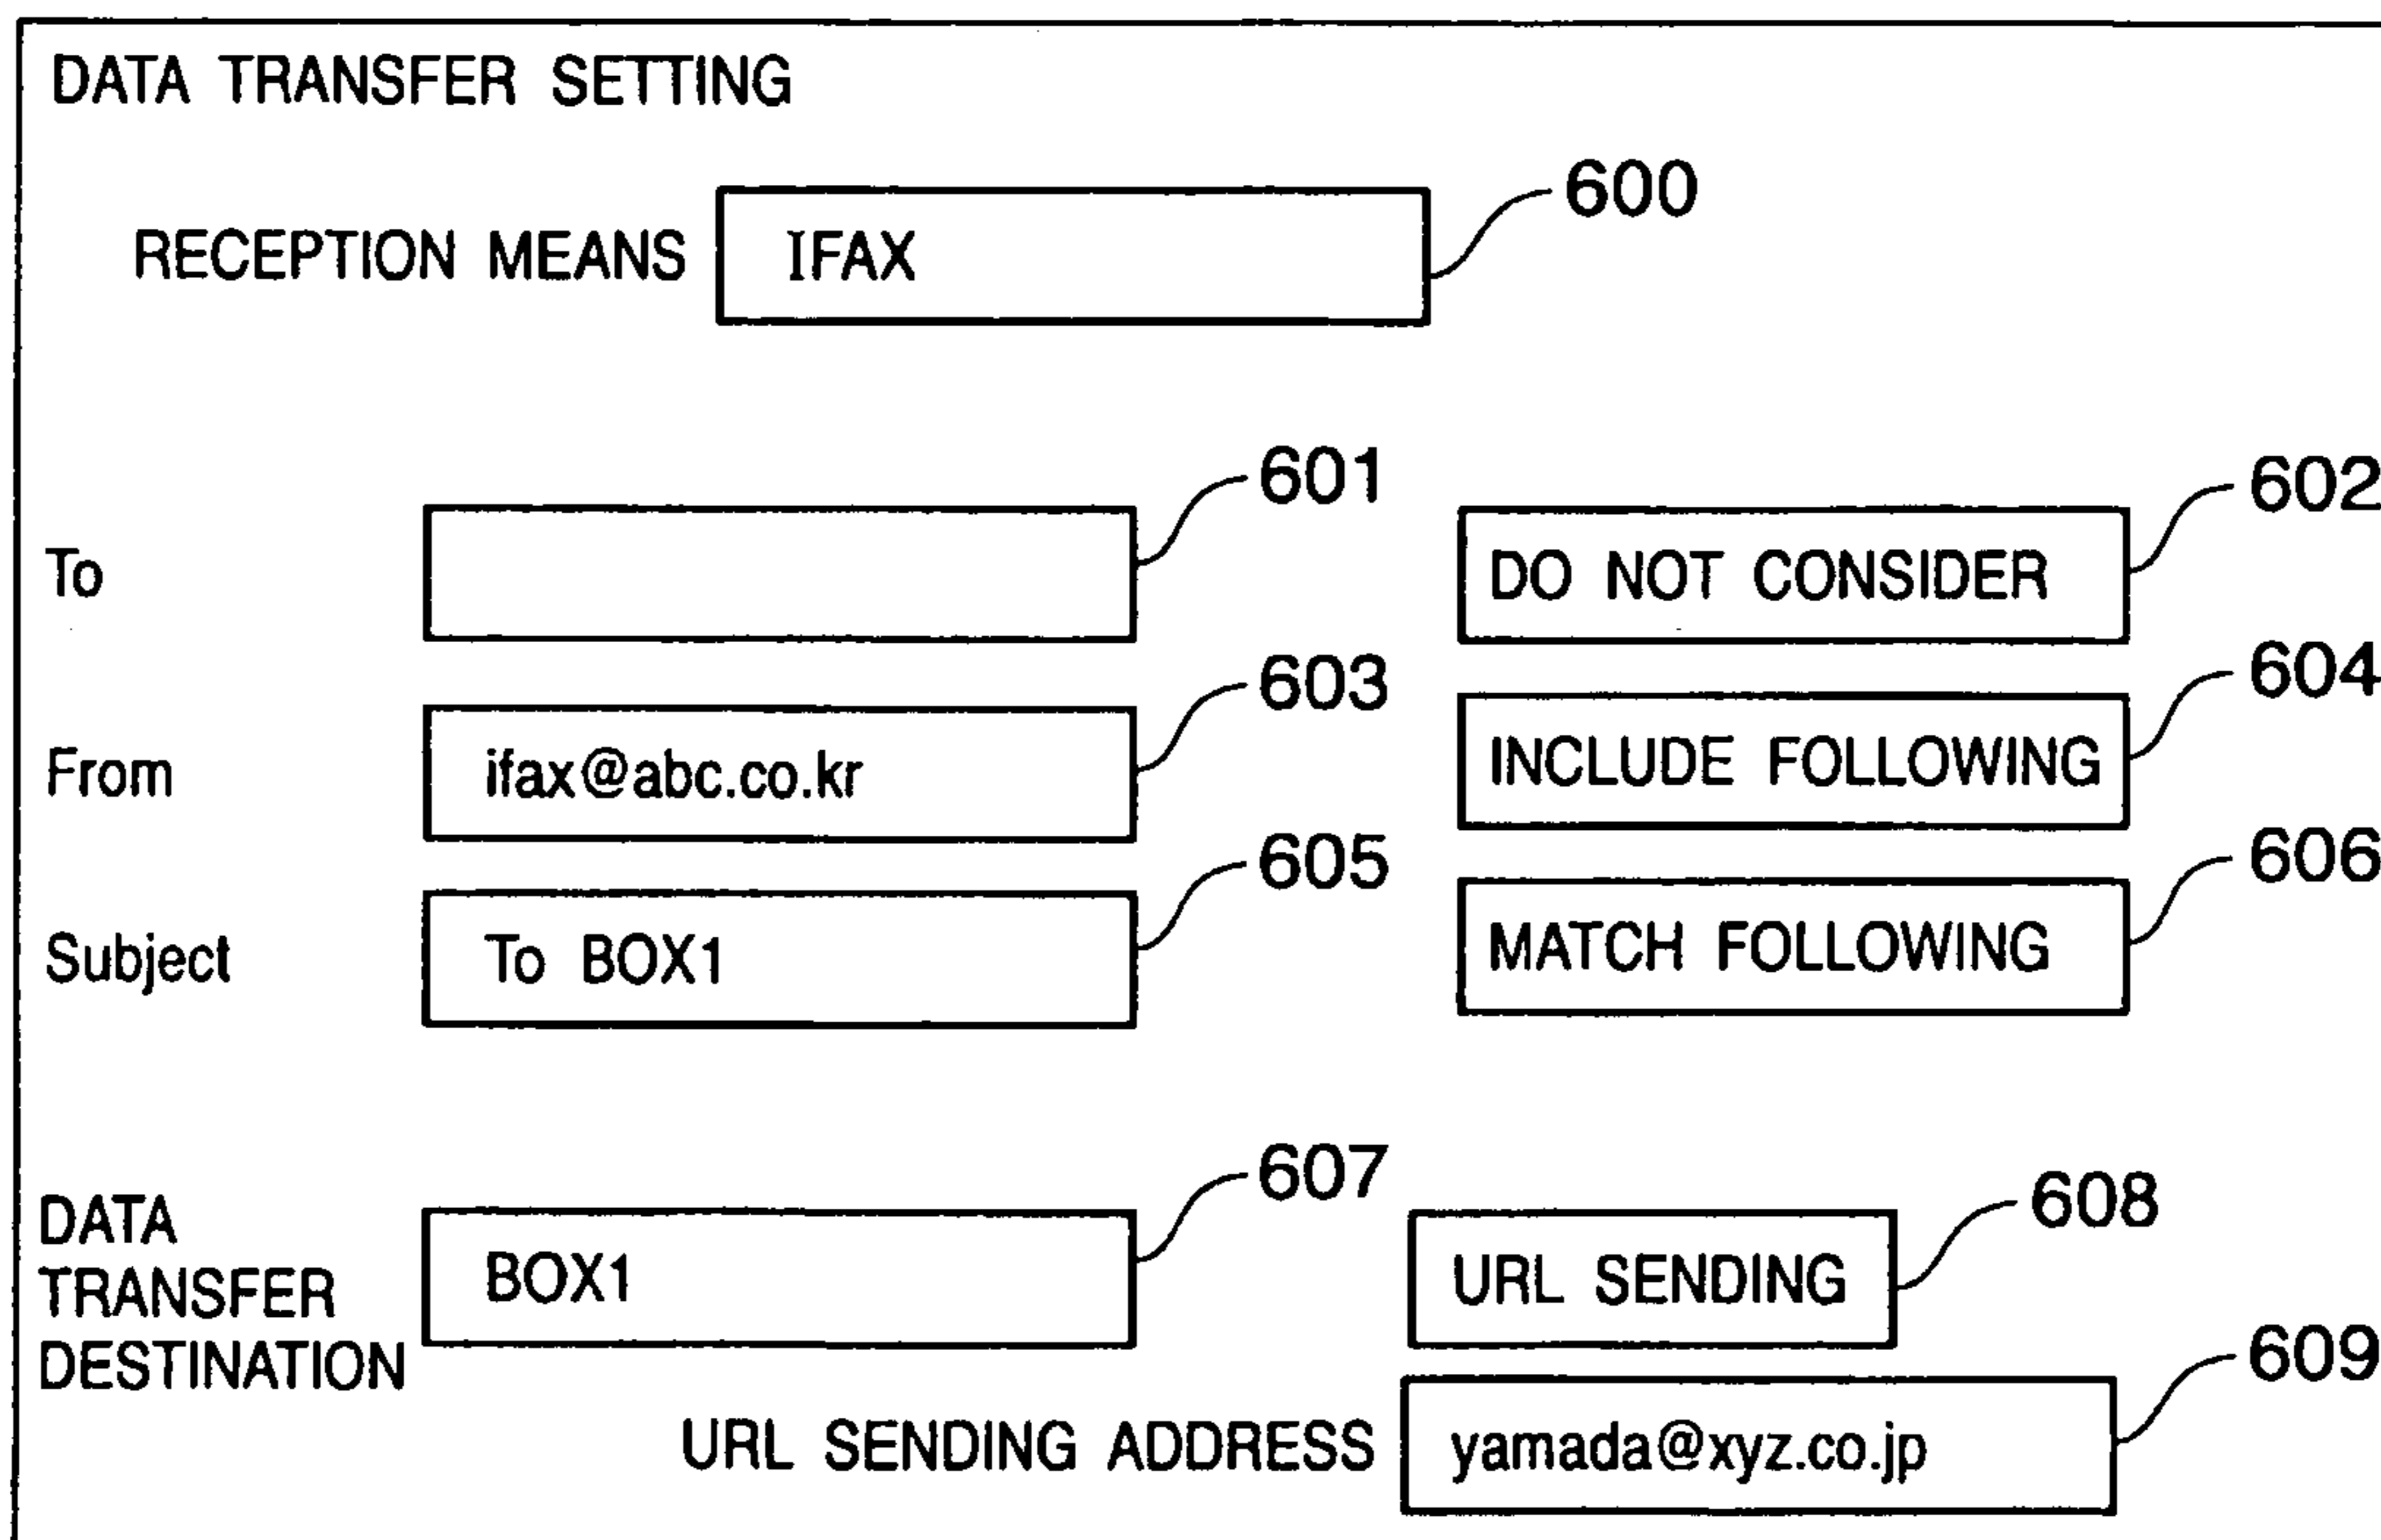 DATA TRANSFER SETTING
600
RECEPTION MEANS IFAX
601
602
To DO NOT CONSIDER
603
604
From ifax@abc.co.kr INCLUDE FOLLOWING
605
606
Subject To BOX1 MATCH FOLLOWING
607
608
DATA
TRANSFER
DESTINATION
BOX1 URL SENDING
609
URL SENDING ADDRESS yamada@xyz.co.jp